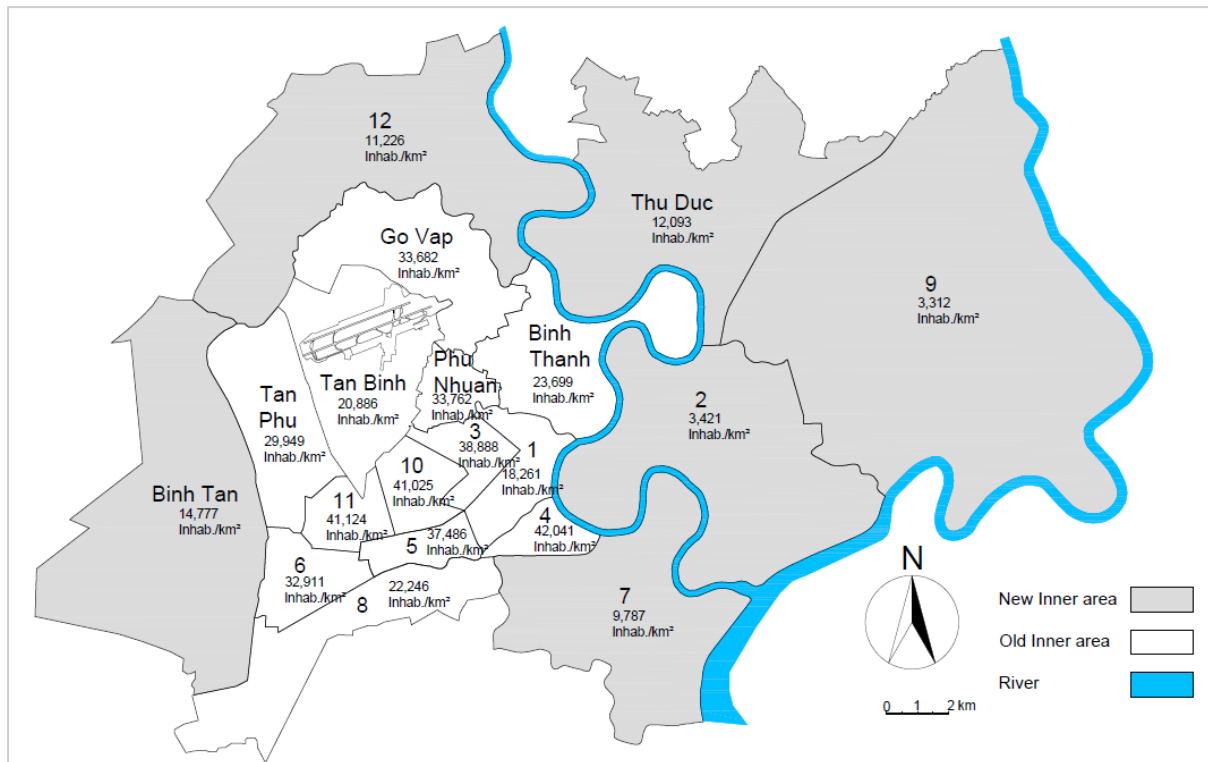 12
11,226
Inhab./km²
Thu Duc
12,093
Inhab./km²
Go Vap
33,682
Inhab./km²
9
3,312
Inhab./km²
Binh
Thanh
23,699
Inhab./km²
Phu
Nhuan
33,762
Inhab./km²
Tan Binh
20,886
Inhab./km²
Tan
Phu
29,949
Inhab./km²
2
3,421
Inhab./km²
3
38,888
Inhab./km²
1
18,261
Inhab./km²
10
41,025
Inhab./km²
Binh Tan
14,777
Inhab./km²
11
41,124
Inhab./km²
4
42,041
Inhab./km²
5
37,486
Inhab./km²
6
32,911
Inhab./km²
8
22,246
Inhab./km²
7
9,787
Inhab./km²
N
New Inner area
Old Inner area
River
0 1 2 km